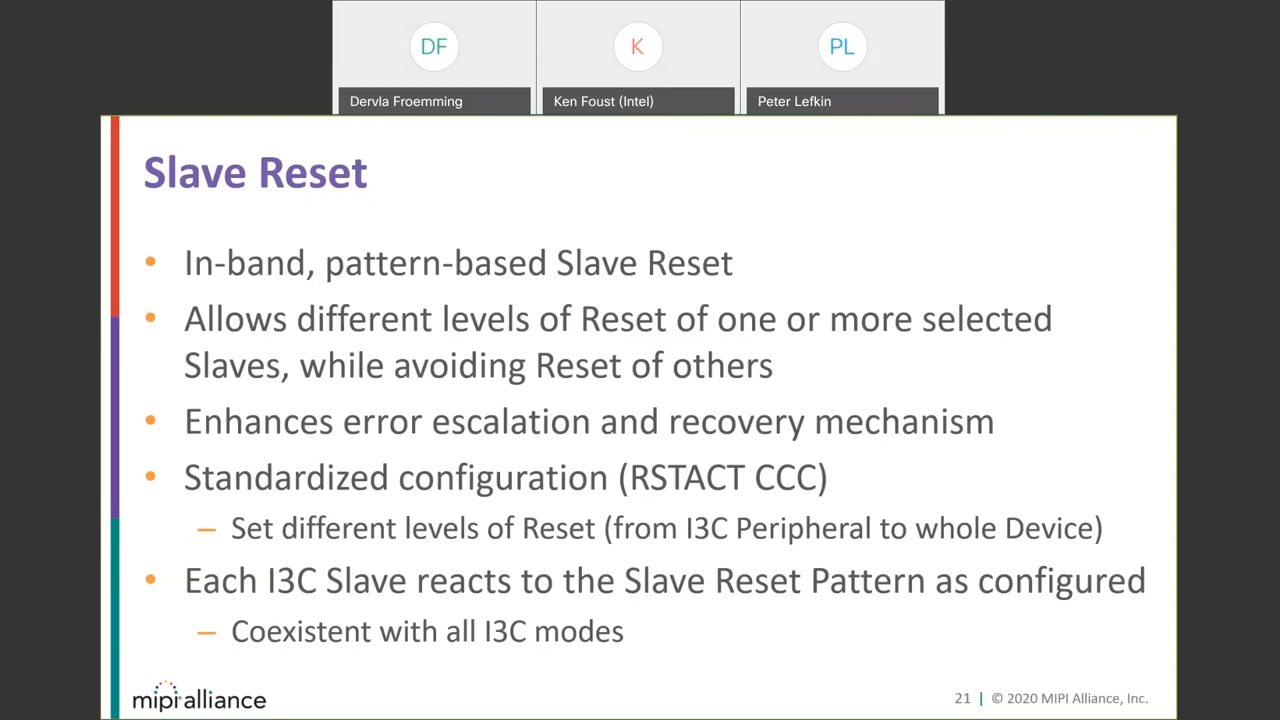 DF
K
PL
Dervla Froemming
Ken Foust (Intel)
Peter Lefkin
Slave Reset
• In-band, pattern-based Slave Reset
• Allows different levels of Reset of one or more selected
Slaves, while avoiding Reset of others
• Enhances error escalation and recovery mechanism
• Standardized configuration (RSTACT CCC)
– Set different levels of Reset (from I3C Peripheral to whole Device)
• Each I3C Slave reacts to the Slave Reset Pattern as configured
– Coexistent with all I3C modes
mipi alliance
21 | © 2020 MIPI Alliance, Inc.